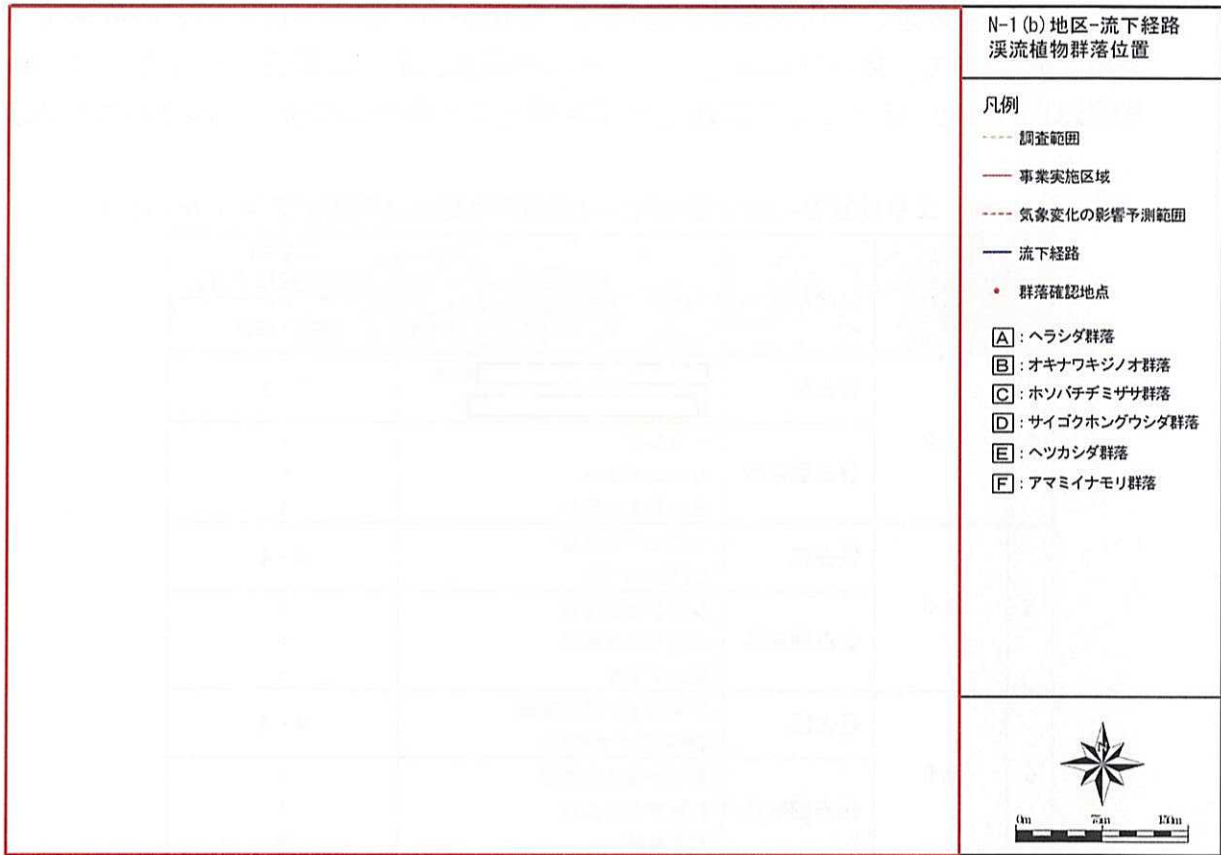 N-1(b)地区-流下経路
渓流植物群落位置
凡例
調査範囲
事業実施区域
気象変化の影響予測範囲
流下経路
群落確認地点
A：ヘラシダ群落
B：オキナワキジノオ群落
C：ホソバチヂミザサ群落
D：サイゴクホングウシダ群落
E：ヘツカシダ群落
F：アマミイナモリ群落
N
0m 75m 150m